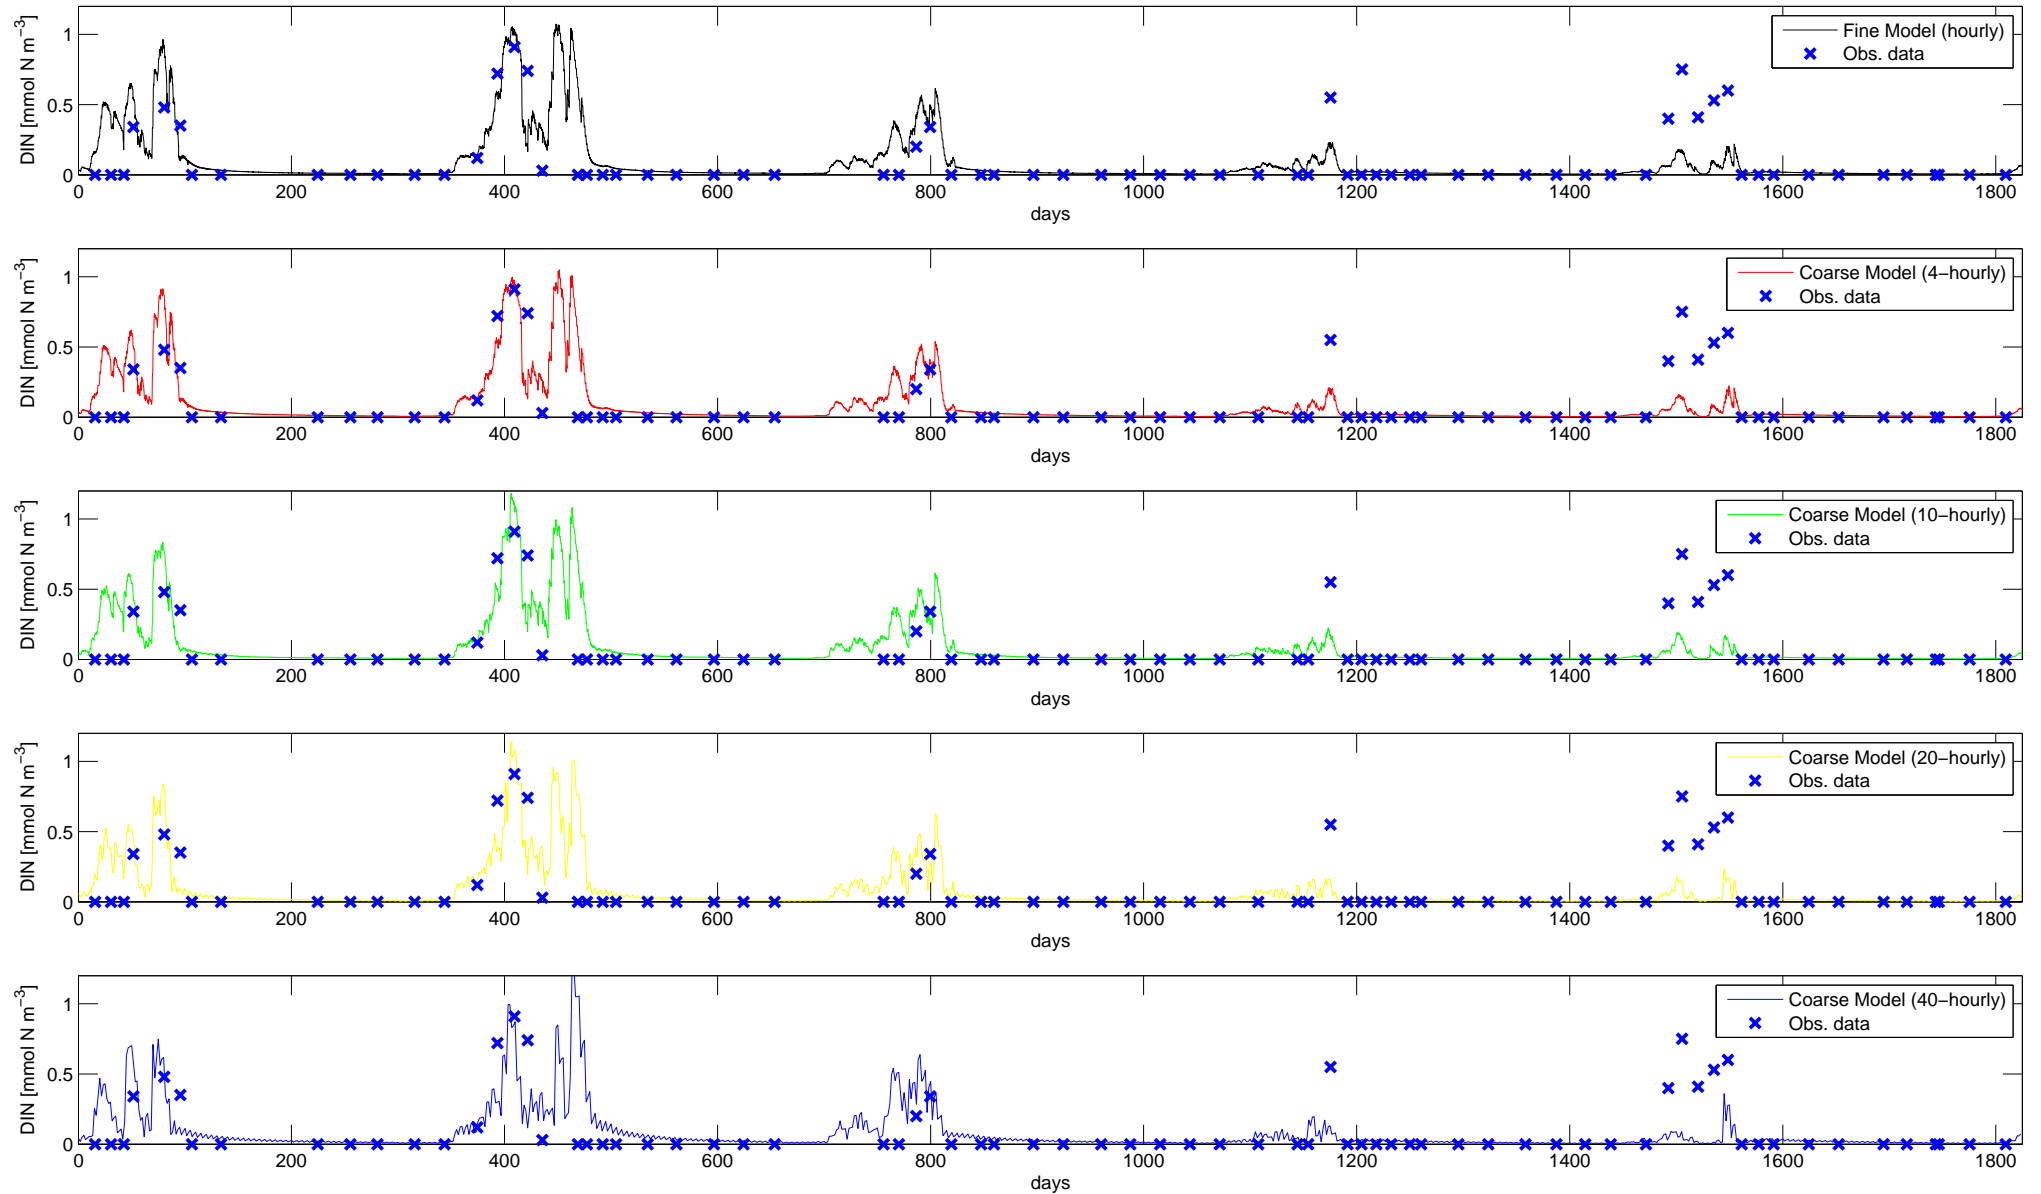 DIN [mmol N m−3]
1
0.5
0
Fine Model (hourly)
Obs. data
0 200 400 600 800 1000 1200 1400 1600 1800
days
DIN [mmol N m−3]
1
0.5
0
Coarse Model (4−hourly)
Obs. data
0 200 400 600 800 1000 1200 1400 1600 1800
days
DIN [mmol N m−3]
1
0.5
0
Coarse Model (10−hourly)
Obs. data
0 200 400 600 800 1000 1200 1400 1600 1800
days
DIN [mmol N m−3]
1
0.5
0
Coarse Model (20−hourly)
Obs. data
0 200 400 600 800 1000 1200 1400 1600 1800
days
DIN [mmol N m−3]
1
0.5
0
Coarse Model (40−hourly)
Obs. data
0 200 400 600 800 1000 1200 1400 1600 1800
days